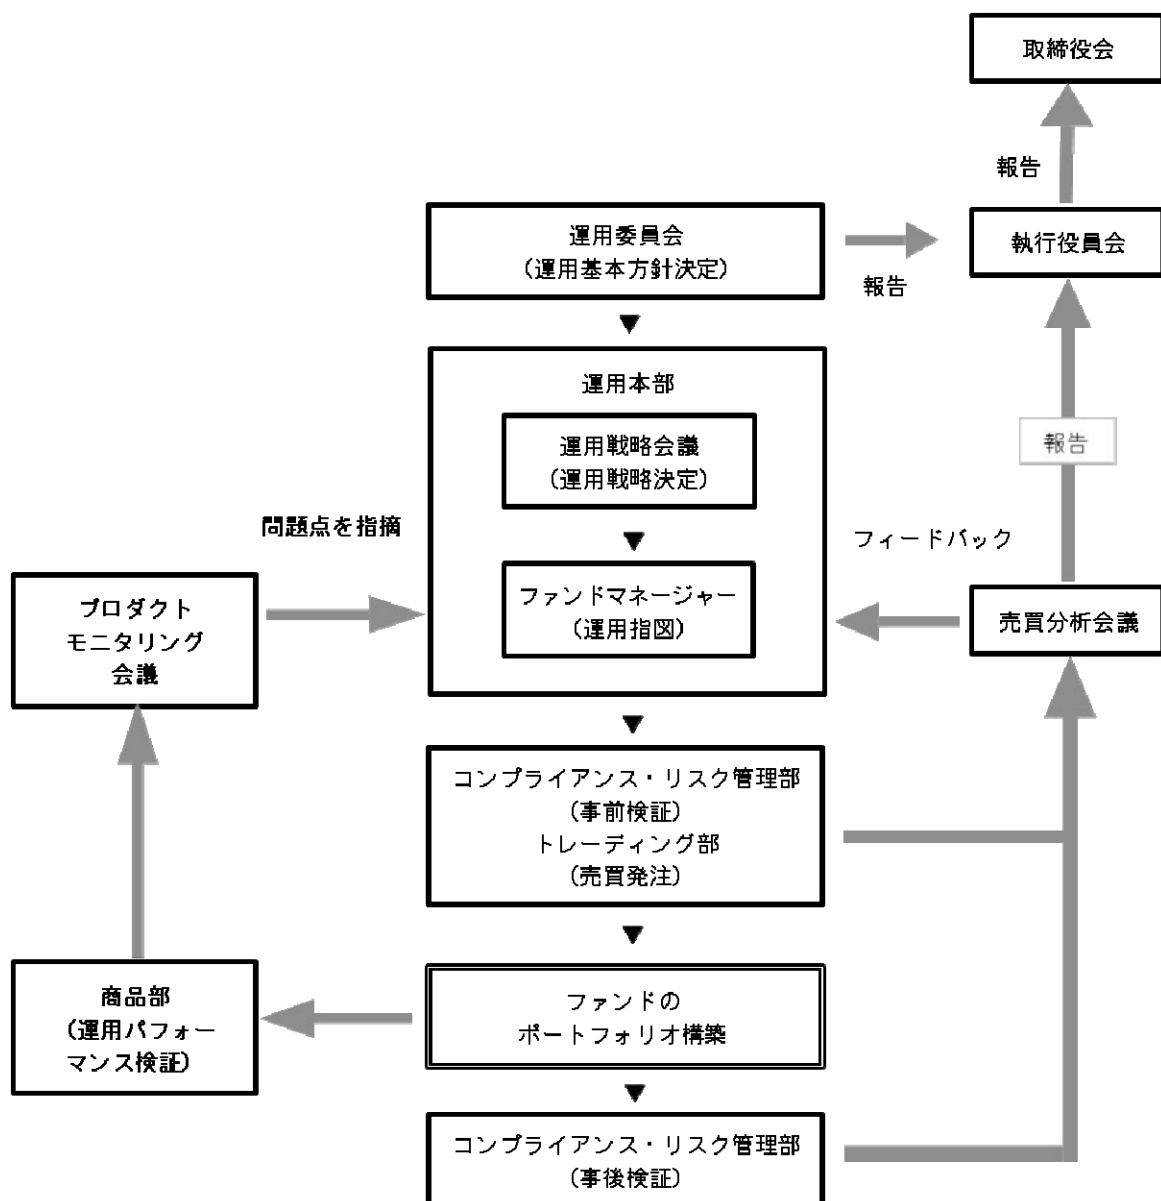 取締役会
報告
運用委員会
(運用基本方針決定)
報告
執行役員会
運用本部
運用戦略会議
(運用戦略決定)
報告
問題点を指摘
フィードバック
プロダクト
モニタリング
会議
ファンドマネージャー
(運用指図)
売買分析会議
コンプライアンス・リスク管理部
(事前検証)
トレーディング部
(売買発注)
商品部
(運用パフォー
マンス検証)
ファンドの
ポートフォリオ構築
コンプライアンス・リスク管理部
(事後検証)